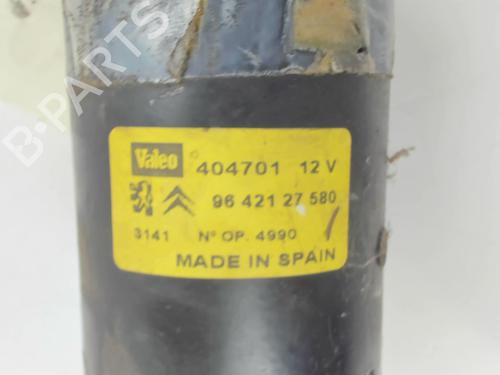 B-PARTS
Valeo 404701 12 V
96 421 27 580
3141 Nº OP. 4990
MADE IN SPAIN